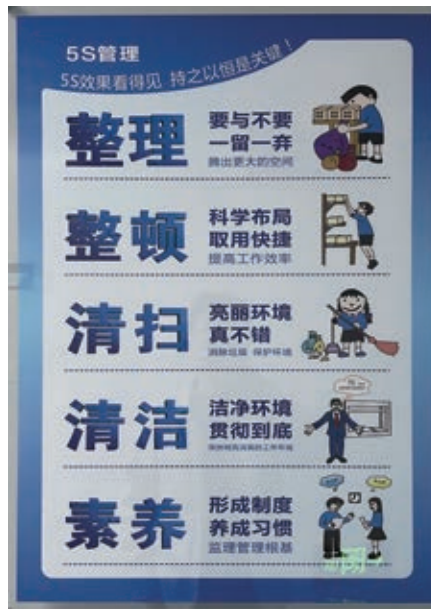 5S管理
5S效果看得见 持之以恒是关键！
整理
要与不要
一留一弃
腾出更大的空间
整顿
科学布局
取用快捷
提高工作效率
清扫
亮丽环境
真不错
清除垃圾 保护环境
清洁
洁净环境
贯彻到底
素养
形成制度
养成习惯
监理管理根基